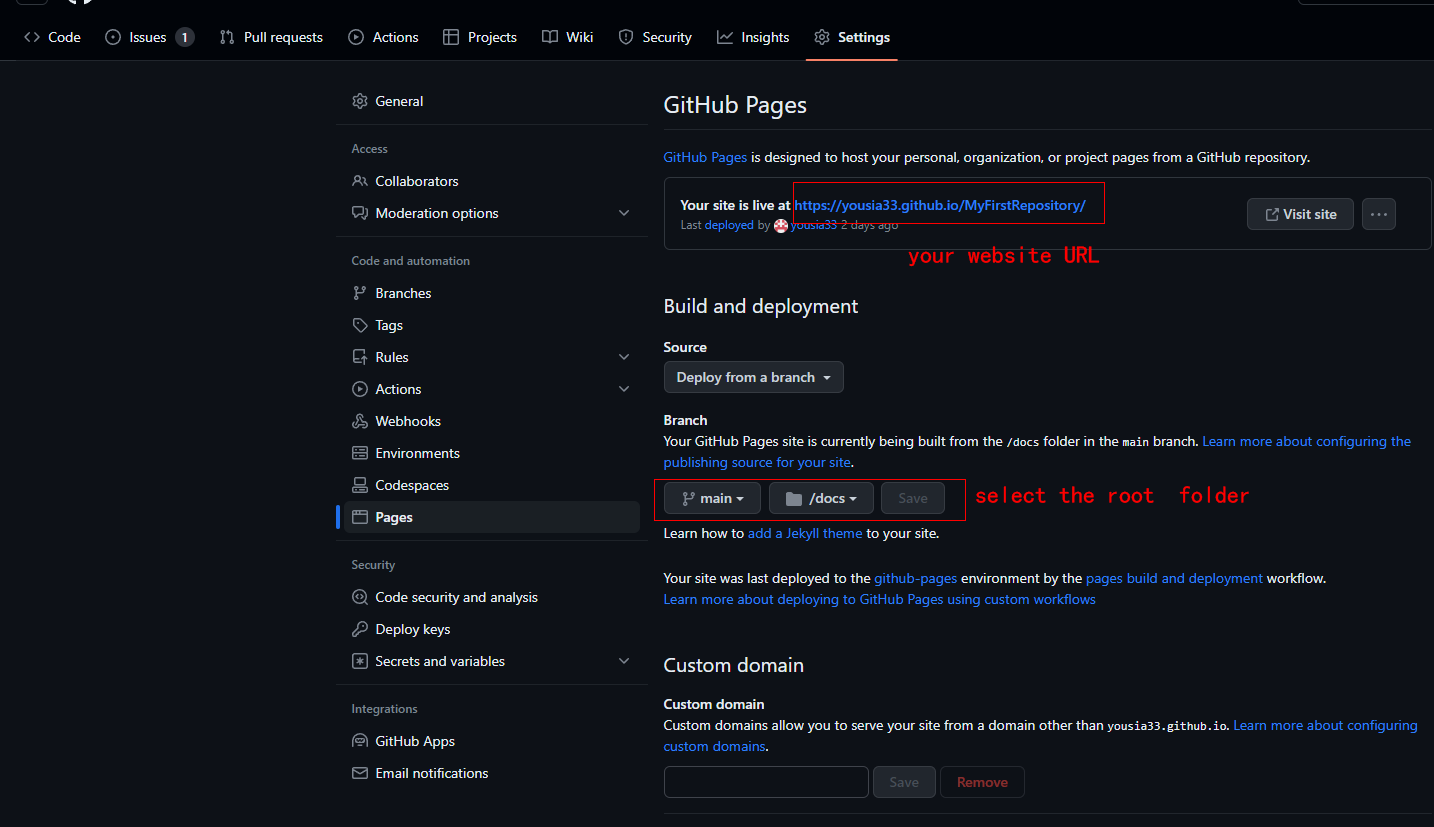 Code Issues 1 Pull requests Actions Projects Wiki Security Insights Settings
General
Access
Collaborators
Moderation options
Code and automation
Branches
Tags
Rules
Actions
Webhooks
Environments
Codespaces
Pages
Security
Code security and analysis
Deploy keys
Secrets and variables
Integrations
GitHub Apps
Email notifications
GitHub Pages
GitHub Pages is designed to host your personal, organization, or project pages from a GitHub repository.
Your site is live at https://yousia33.github.io/MyFirstRepository/
Last deployed by yousia33 2 days ago
Visit site
your website URL
Build and deployment
Source
Deploy from a branch
Branch
Your GitHub Pages site is currently being built from the /docs folder in the main branch. Learn more about configuring the
publishing source for your site.
main /docs Save
select the root folder
Learn how to add a Jekyll theme to your site.
Your site was last deployed to the github-pages environment by the pages build and deployment workflow.
Learn more about deploying to GitHub Pages using custom workflows
Custom domain
Custom domain
Custom domains allow you to serve your site from a domain other than yousia33.github.io. Learn more about configuring
custom domains.
Save Remove